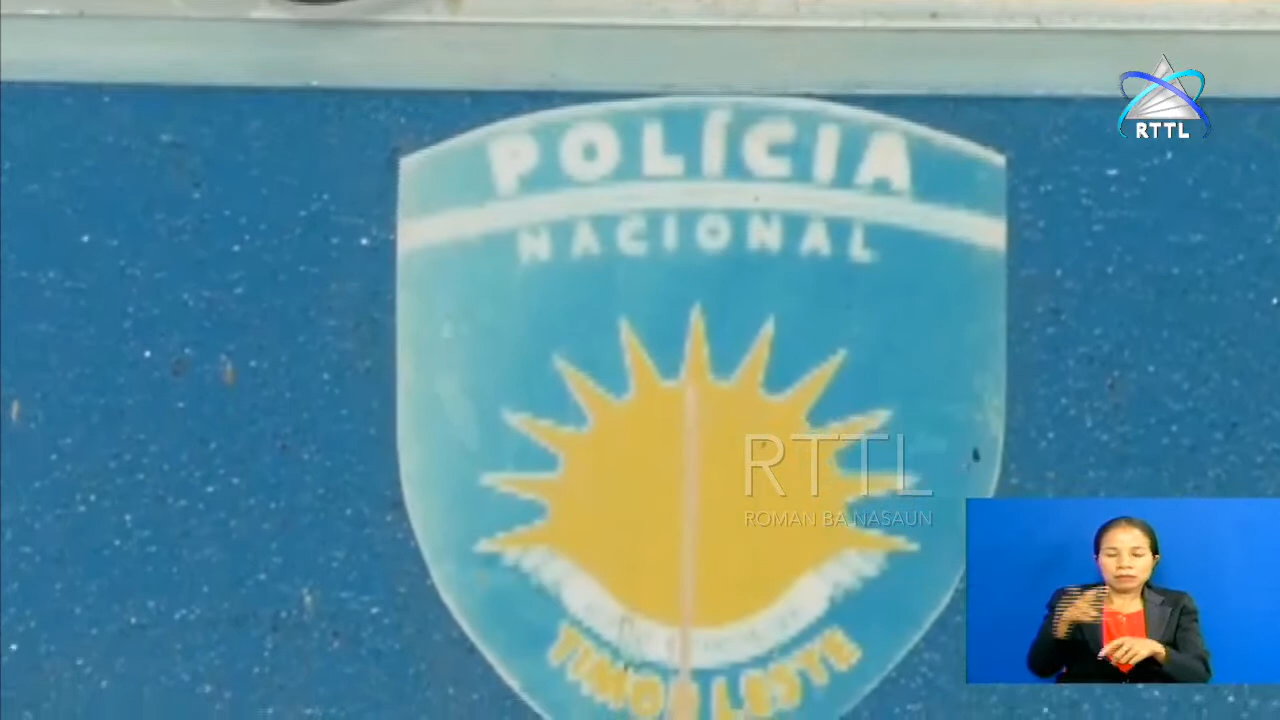 RTTL
POLÍCIA
NACIONAL
RTTL
ROMAN BA NASAUN
TIMOR LESTE